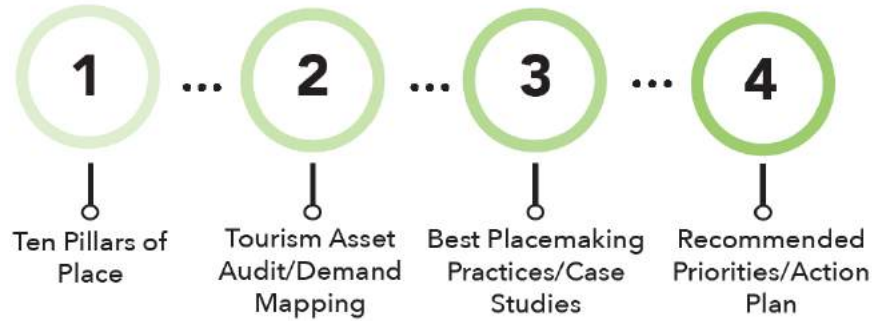 1 ... 2 ... 3 ... 4
Ten Pillars of
Place
Tourism Asset
Audit/Demand
Mapping
Best Placemaking
Practices/Case
Studies
Recommended
Priorities/Action
Plan